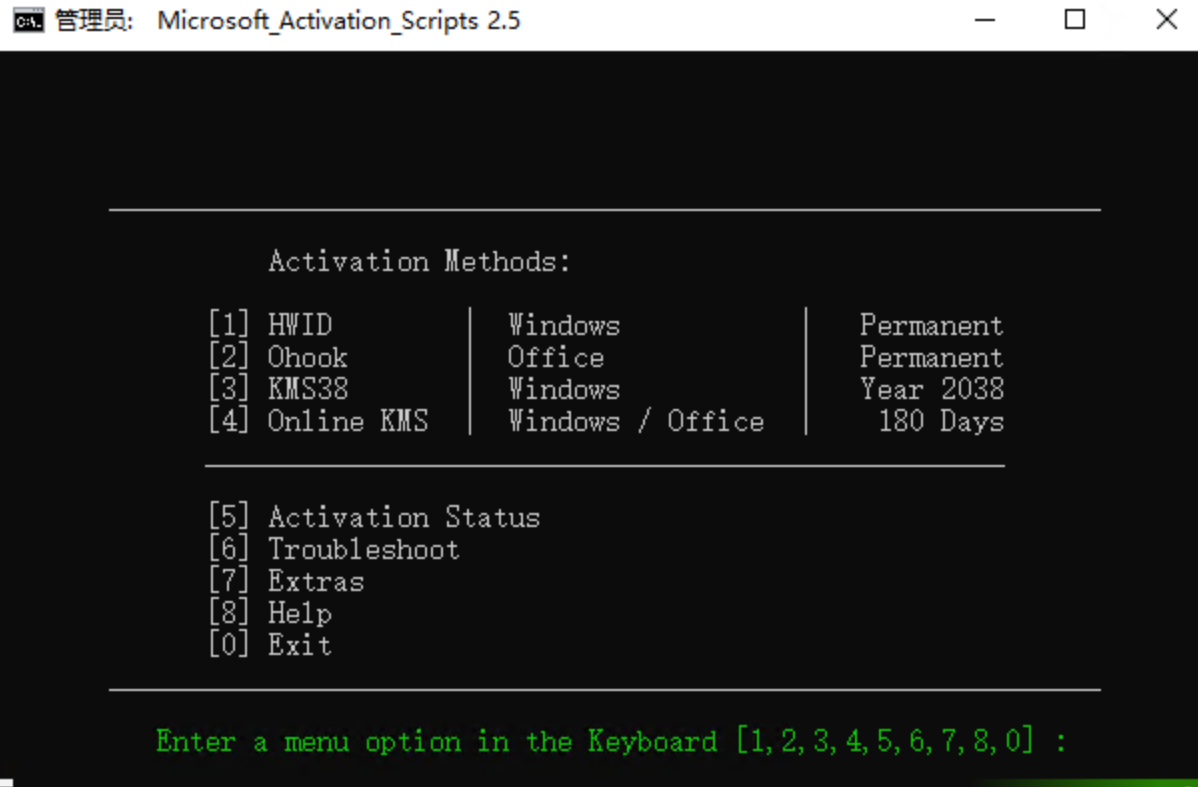 管理员: Microsoft_Activation_Scripts 2.5
Activation Methods:
[1] HWID | Windows | Permanent
[2] Ohook | Office | Permanent
[3] KMS38 | Windows | Year 2038
[4] Online KMS | Windows / Office | 180 Days
[5] Activation Status
[6] Troubleshoot
[7] Extras
[8] Help
[0] Exit
Enter a menu option in the Keyboard [1,2,3,4,5,6,7,8,0] :